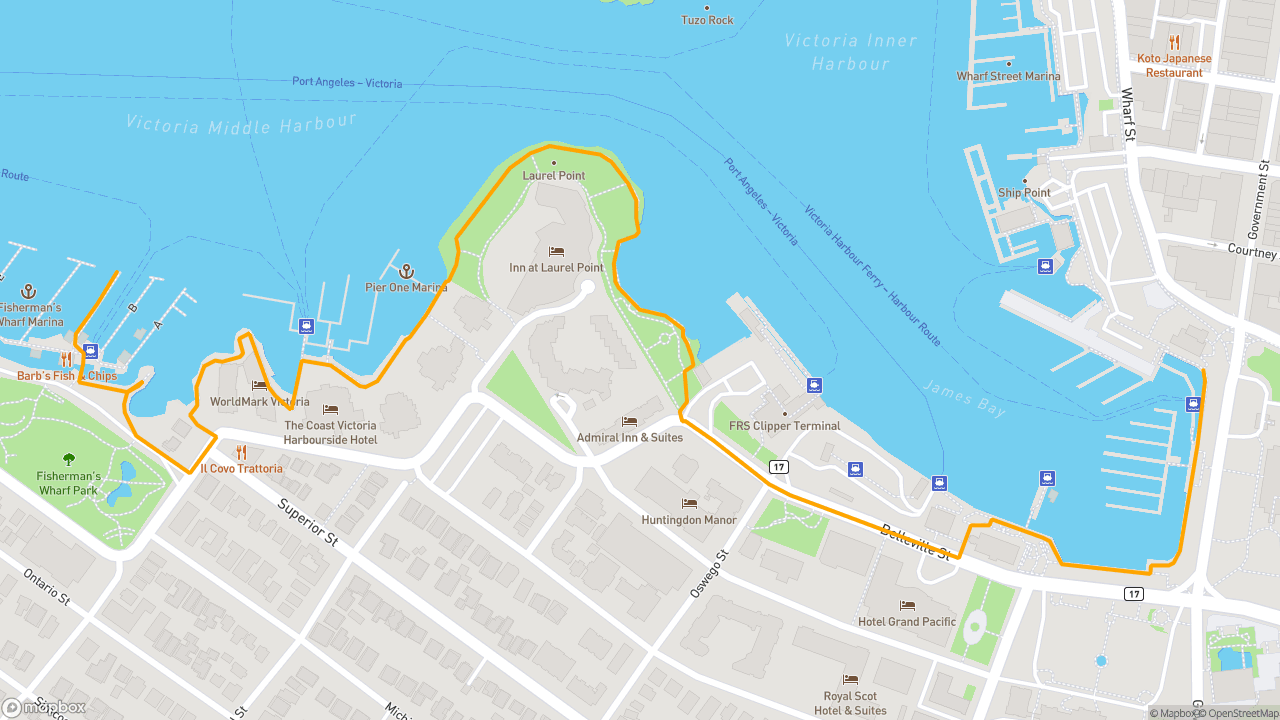 Tuzo Rock
Victoria Inner
Harbour
Koto Japanese
Restaurant
Wharf Street Marina
Port Angeles – Victoria
Wharf St
Victoria Middle Harbour
Route
Laurel Point
Port Angeles – Victoria
Ship Point
Government St
Victoria Harbour Ferry – Harbour Route
Courtney
Inn at Laurel Point
Pier One Marina
Fisherman's
Wharf Marina
B
A
Barb's Fish & Chips
WorldMark Victoria
James Bay
The Coast Victoria
Harbourside Hotel
FRS Clipper Terminal
Admiral Inn & Suites
Il Covo Trattoria
17
Fisherman's
Wharf Park
Superior St
Huntingdon Manor
Belleville St
Oswego St
Ontario St
17
Hotel Grand Pacific
Royal Scot
Hotel & Suites
mapbox
© Mapbox © OpenStreetMap